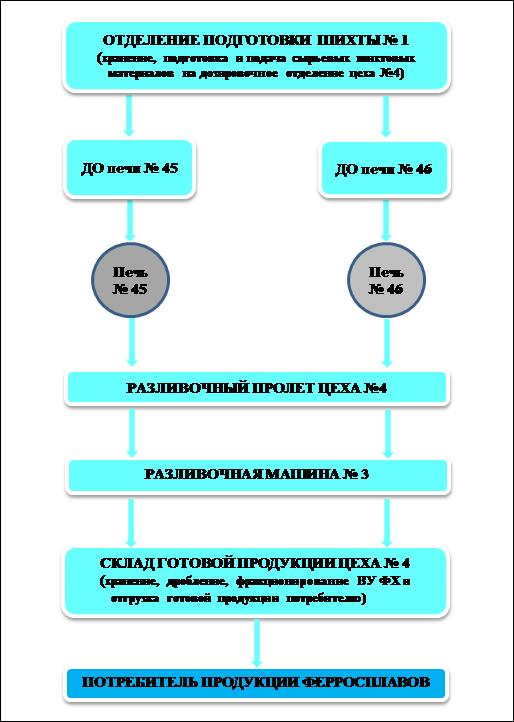 ОТДЕЛЕНИЕ ПОДГОТОВКИ ШИХТЫ № 1
(хранение, подготовка и подача сырьевых шихтовых
материалов на дозировочное отделение цеха №4)
ДО печи № 45
ДО печи № 46
Печь
№ 45
Печь
№ 46
РАЗЛИВОЧНЫЙ ПРОЛЕТ ЦЕХА №4
РАЗЛИВОЧНАЯ МАШИНА № 3
СКЛАД ГОТОВОЙ ПРОДУКЦИИ ЦЕХА № 4
(хранение, дробление, фракционирование ВУ ФХ и
отгрузка готовой продукции потребителю)
ПОТРЕБИТЕЛЬ ПРОДУКЦИИ ФЕРРОСПЛАВОВ